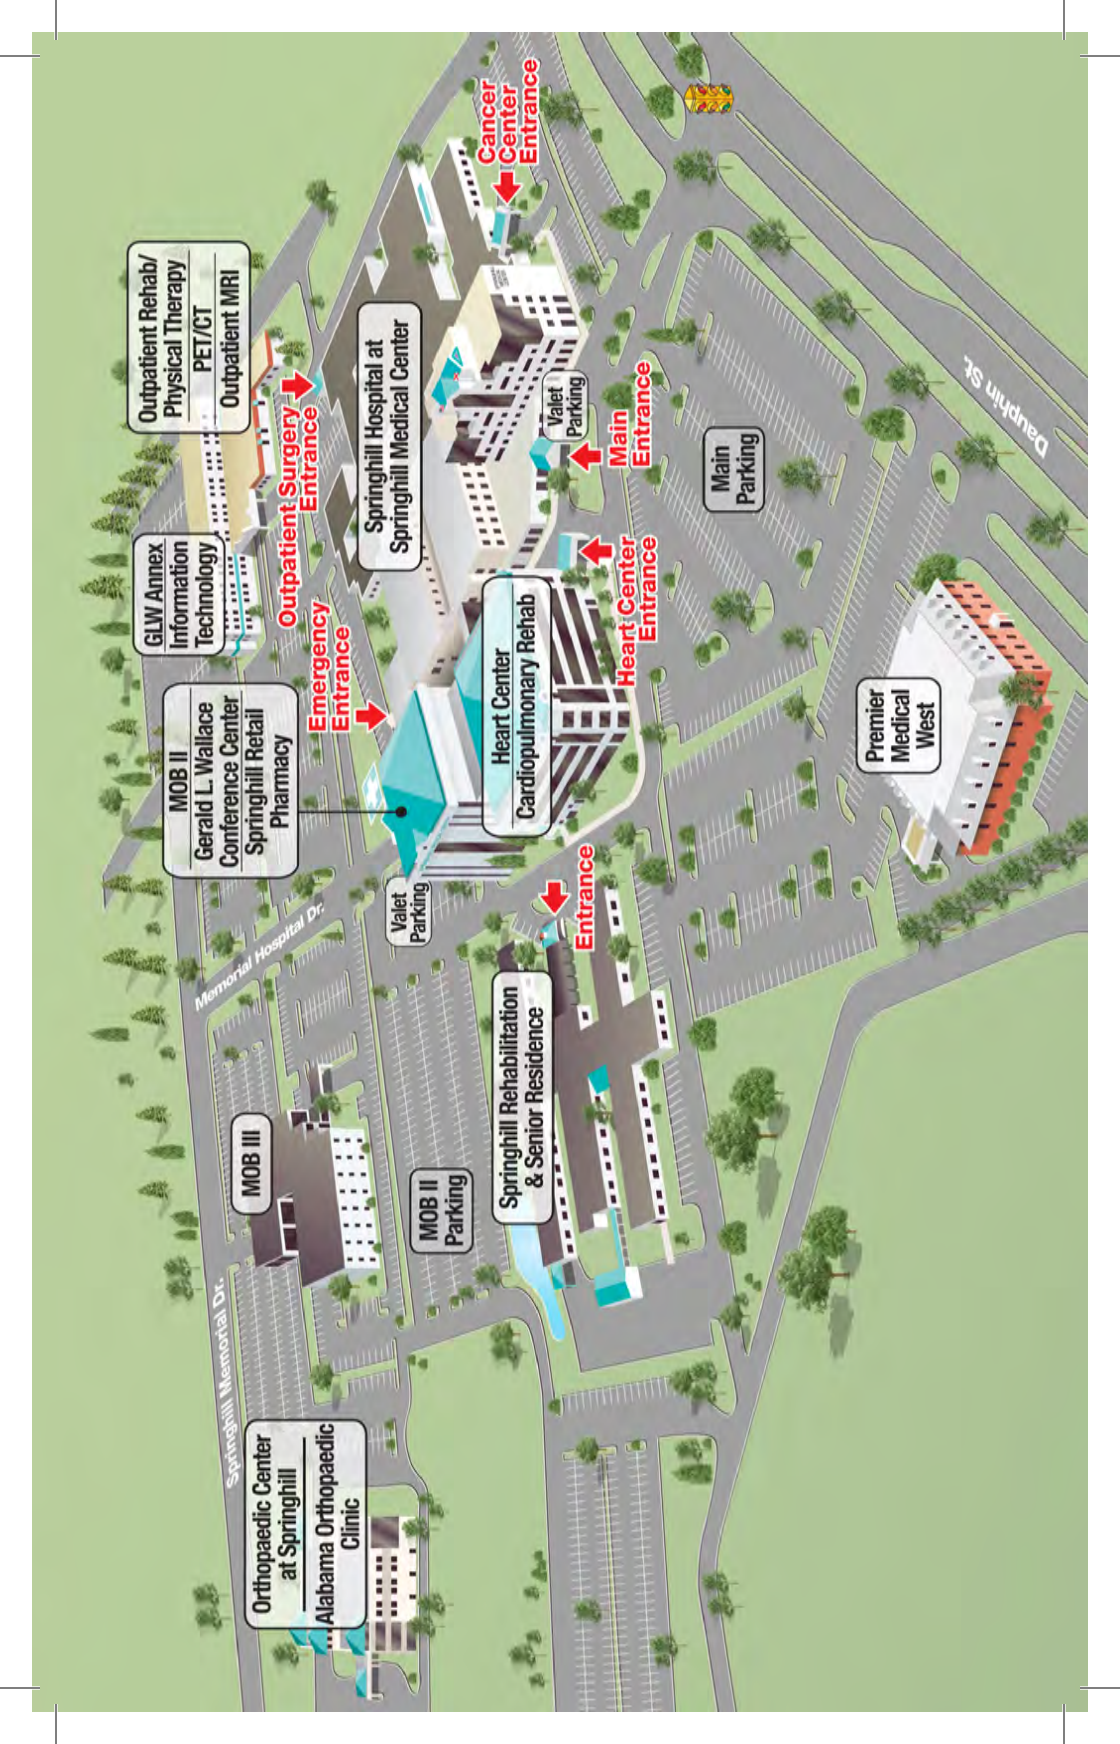 Orthopaedic Center
at Springhill
Alabama Orthopaedic
Clinic
Springhill Memorial Dr.
MOB III
MOB II
Parking
Memorial Hospital Dr.
MOB II
Gerald L. Wallace
Conference Center
Springhill Retail
Pharmacy
GLW Annex
Information
Technology
Outpatient Rehab/
Physical Therapy
PET/CT
Outpatient MRI
Outpatient Surgery
Entrance
Emergency
Entrance
Valet
Parking
Springhill Hospital at
Springhill Medical Center
Cancer
Center
Entrance
Springhill Rehabilitation
& Senior Residence
Entrance
Heart Center
Cardiopulmonary Rehab
Heart Center
Entrance
Valet
Parking
Main
Entrance
Main
Parking
Premier
Medical
West
Dauphin St.